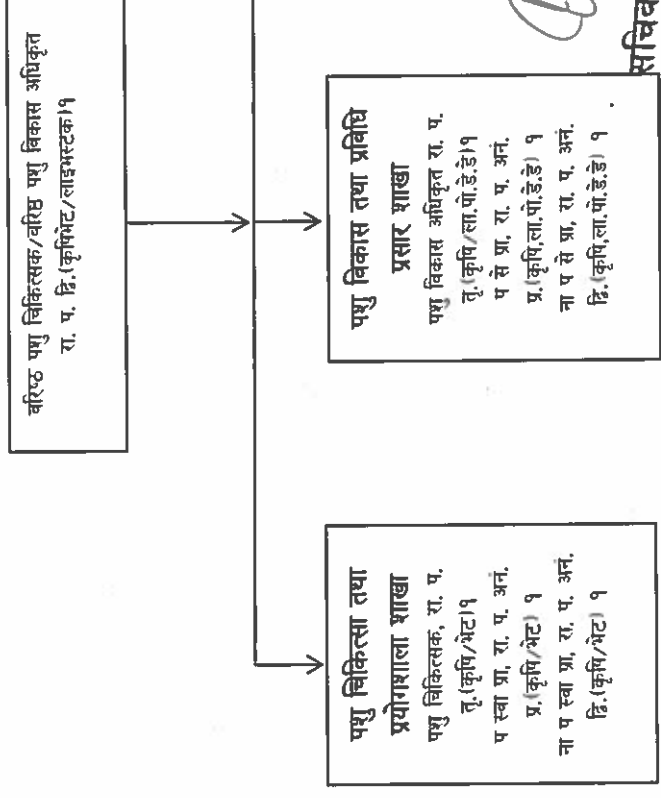 वरिष्ठ पशु चिकित्सक/वरिष्ठ पशु विकास अधिकृत
रा. प. द्वि.(कृषिभेट/लाइभस्टक)१
पशु चिकित्सा तथा
प्रयोगशाला शाखा
पशु चिकित्सक, रा. प.
तृ.(कृषि/भेट)१
प स्वा प्रा, रा. प. अनं.
प्र.(कृषि/भेट) १
ना प स्वा प्रा, रा. प. अनं.
द्वि.(कृषि/भेट) १
पशु विकास तथा प्रविधि
प्रसार शाखा
पशु विकास अधिकृत रा. प.
तृ.(कृषि/ला.पो.डे.डे)१
प से प्रा, रा. प. अनं.
प्र.(कृषि,ला.पो.डे.डे) १
ना प से प्रा, रा. प. अनं.
द्वि.(कृषि,ला.पो.डे.डे) १
सचिव